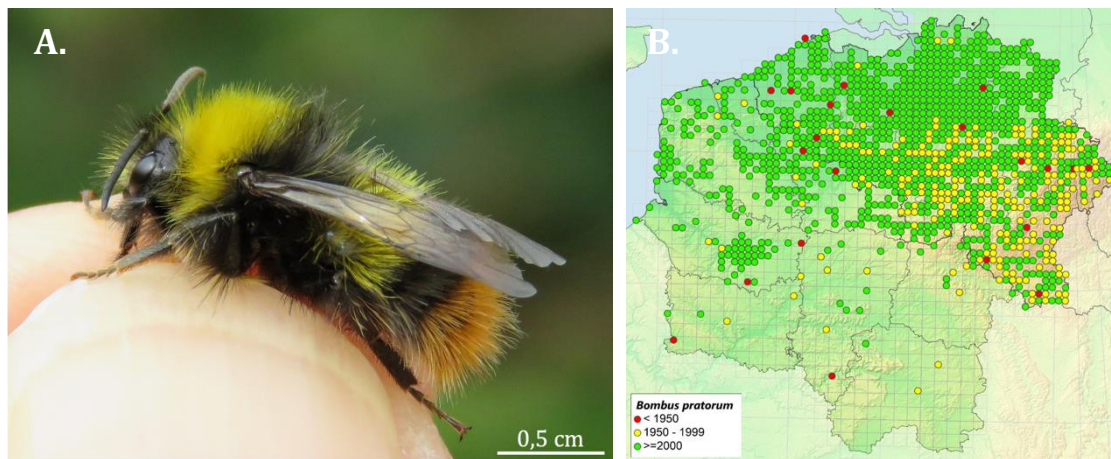 A.
0,5 cm
B.
Bombus pratorum
< 1950
1950 - 1999
>=2000